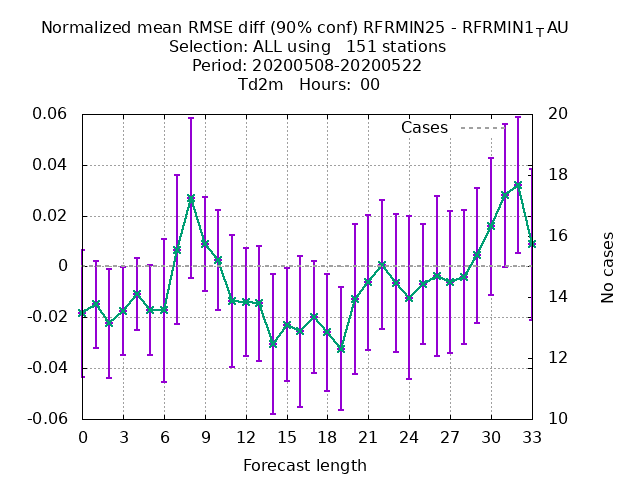 Normalized mean RMSE diff (90% conf) RFRMIN25 - RFRMIN1_TAU
Selection: ALL using   151 stations
Period: 20200508-20200522
Td2m   Hours:  00
0.06
0.04
0.02
0
-0.02
-0.04
-0.06
Cases
20
18
16
14
12
10
No cases
0 3 6 9 12 15 18 21 24 27 30 33
Forecast length